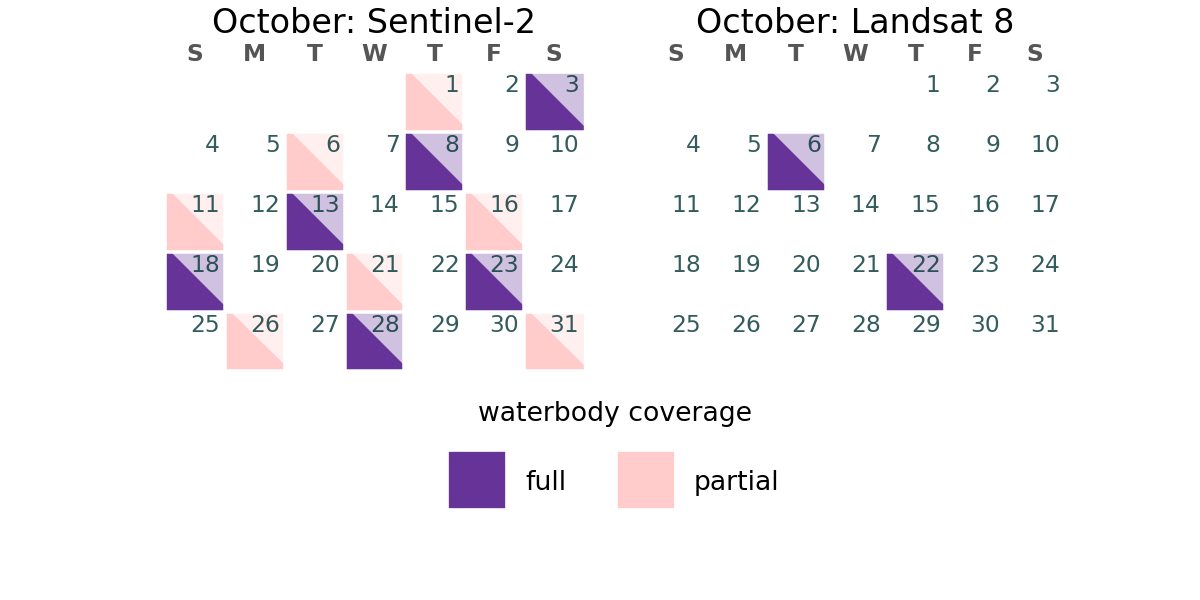 October: Sentinel-2
S M T W T F S
1 2 3
4 5 6 7 8 9 10
11 12 13 14 15 16 17
18 19 20 21 22 23 24
25 26 27 28 29 30 31
October: Landsat 8
S M T W T F S
1 2 3
4 5 6 7 8 9 10
11 12 13 14 15 16 17
18 19 20 21 22 23 24
25 26 27 28 29 30 31
waterbody coverage
full partial